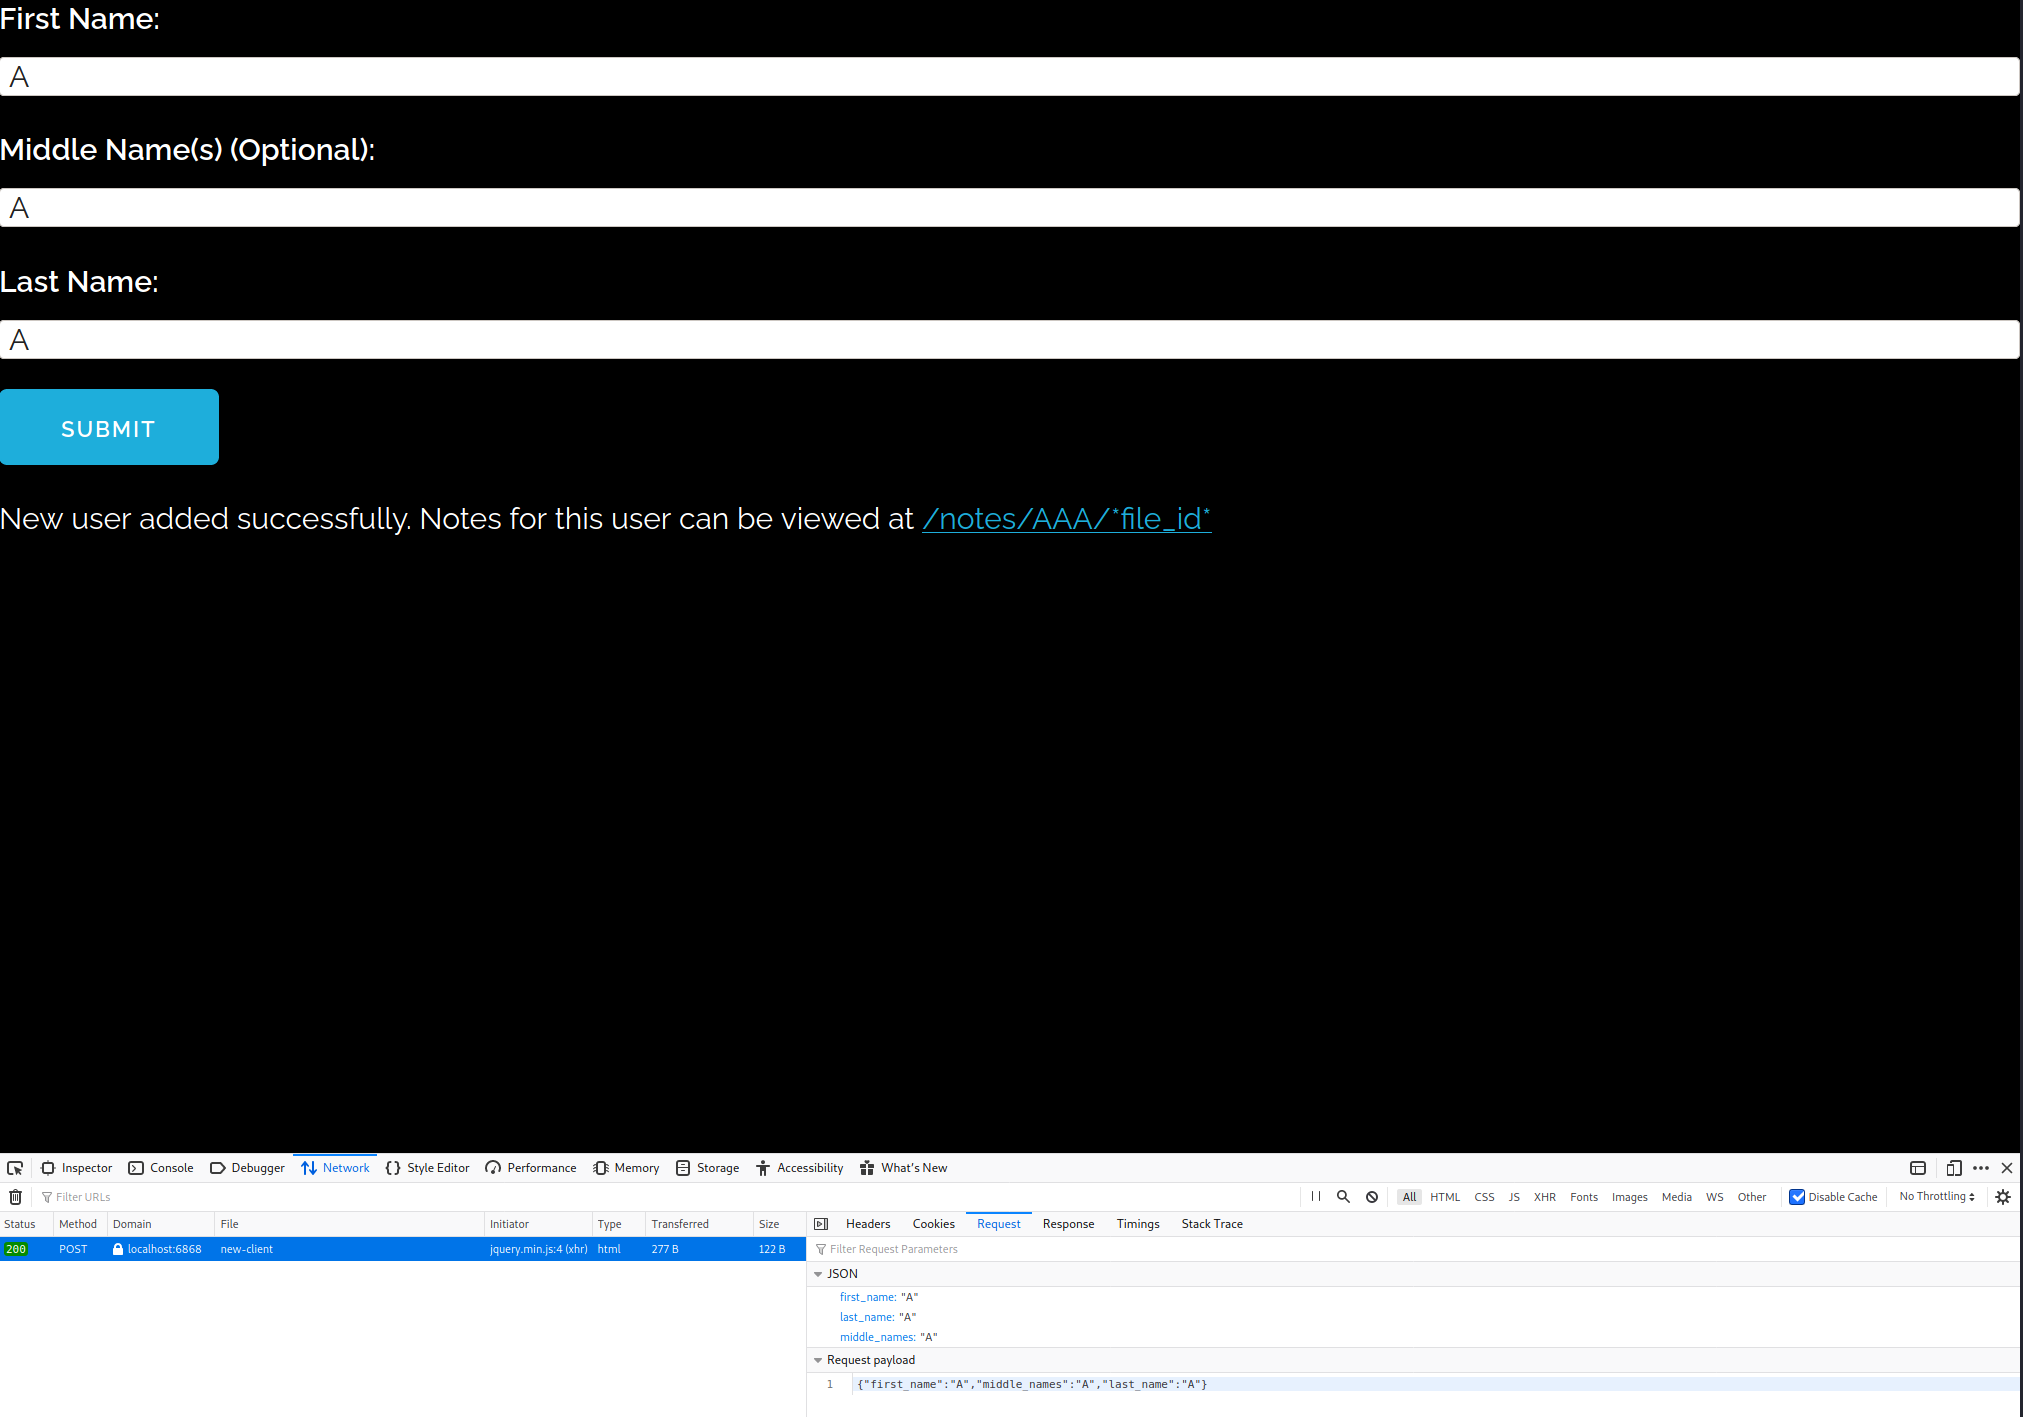 First Name:
A
Middle Name(s) (Optional):
A
Last Name:
A
SUBMIT
New user added successfully. Notes for this user can be viewed at /notes/AAA/*file_id*
Inspector Console Debugger Network Style Editor Performance Memory Storage Accessibility What's New
Filter URLs All HTML CSS JS XHR Fonts Images Media WS Other Disable Cache No Throttling
Status Method Domain File Initiator Type Transferred Size Headers Cookies Request Response Timings Stack Trace
200 POST localhost:6868 new-client jquery.min.js:4 (xhr) html 277 B 122 B Filter Request Parameters
JSON
first_name: "A"
last_name: "A"
middle_names: "A"
Request payload
1 {"first_name":"A","middle_names":"A","last_name":"A"}